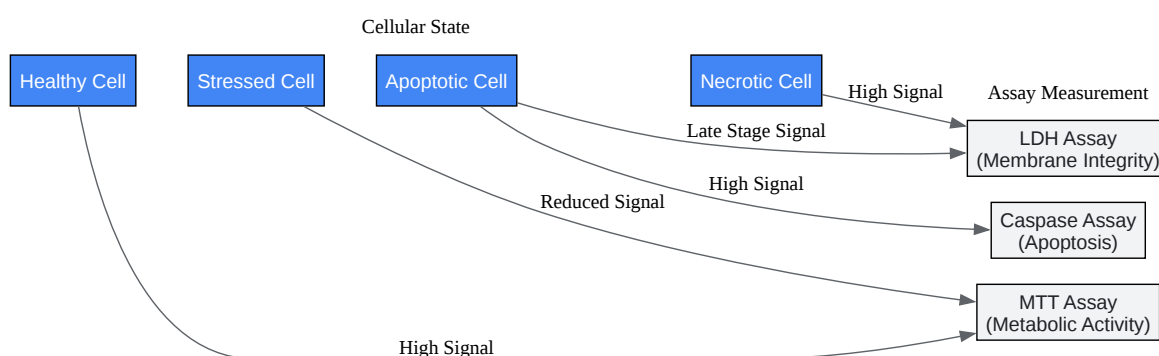 Cellular State
Healthy Cell
Stressed Cell
Apoptotic Cell
Necrotic Cell
High Signal
Assay Measurement
Late Stage Signal
LDH Assay
(Membrane Integrity)
High Signal
Reduced Signal
Caspase Assay
(Apoptosis)
MTT Assay
(Metabolic Activity)
High Signal